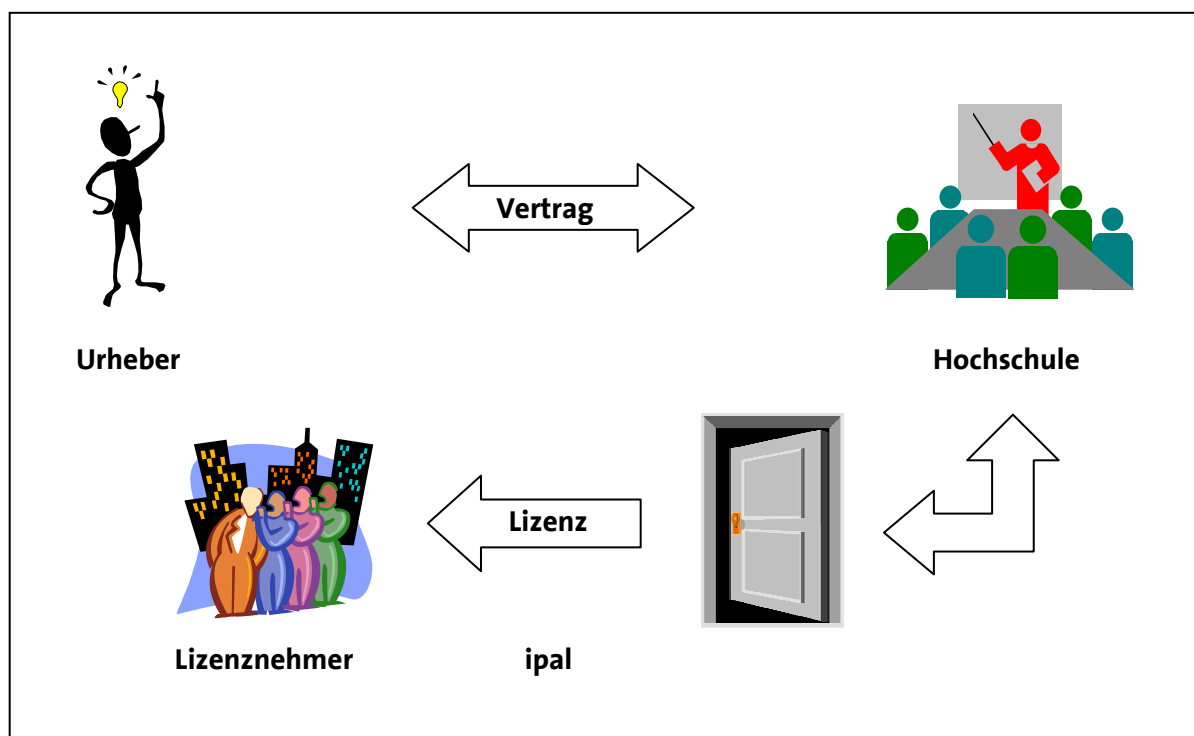 Vertrag
Urheber
Hochschule
Lizenz
Lizenznehmer
ipal